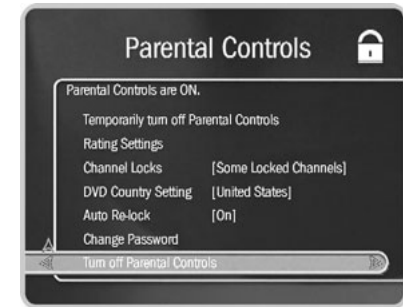 Parental Controls
Parental Controls are ON.
Temporarily turn off Parental Controls
Rating Settings
Channel Locks [Some Locked Channels]
DVD Country Setting [United States]
Auto Re-lock [On]
Change Password
Turn off Parental Controls